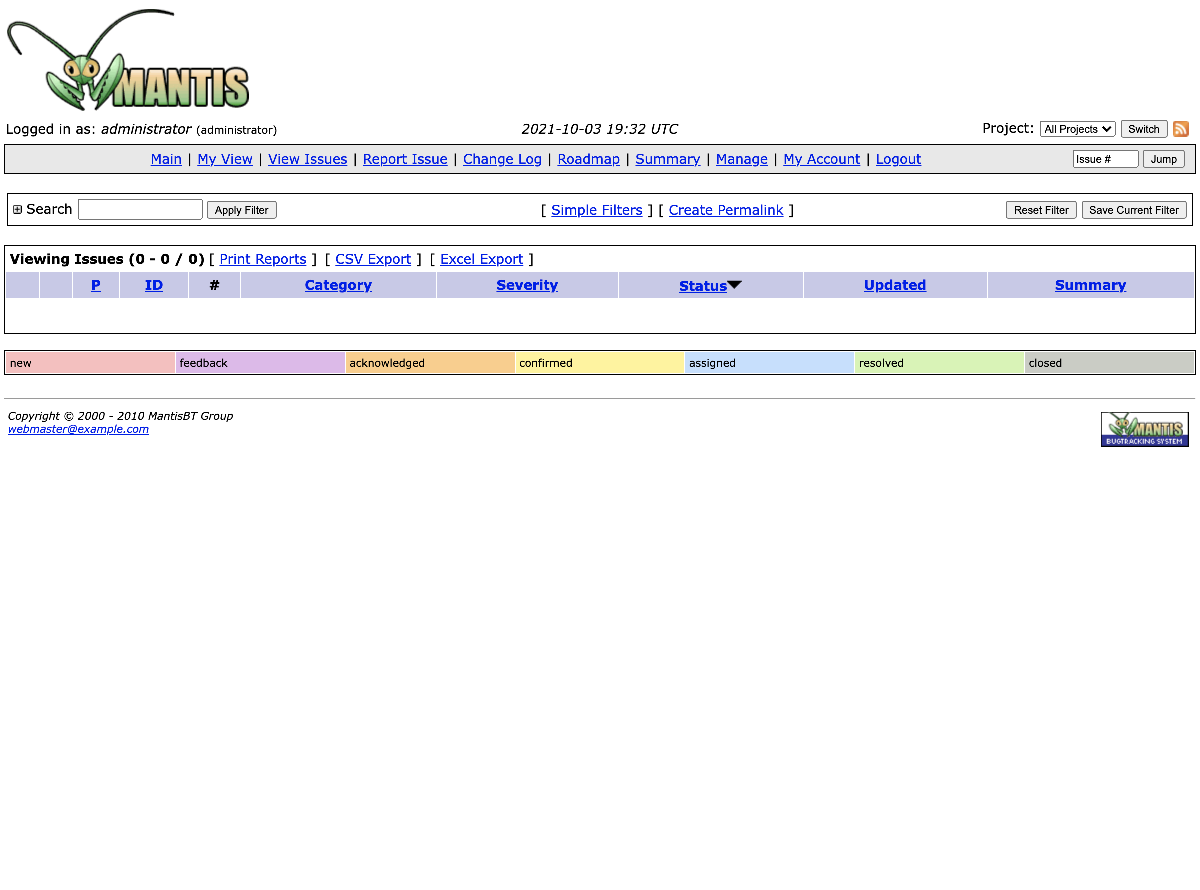 MANTIS
Logged in as: administrator (administrator) 2021-10-03 19:32 UTC Project: All Projects Switch
Main | My View | View Issues | Report Issue | Change Log | Roadmap | Summary | Manage | My Account | Logout Issue # Jump
Search Apply Filter [ Simple Filters ] [ Create Permalink ] Reset Filter Save Current Filter
Viewing Issues (0 - 0 / 0) [ Print Reports ] [ CSV Export ] [ Excel Export ]
P ID # Category Severity Status Updated Summary
new feedback acknowledged confirmed assigned resolved closed
Copyright © 2000 - 2010 MantisBT Group
webmaster@example.com
MANTIS
BUGTRACKING SYSTEM